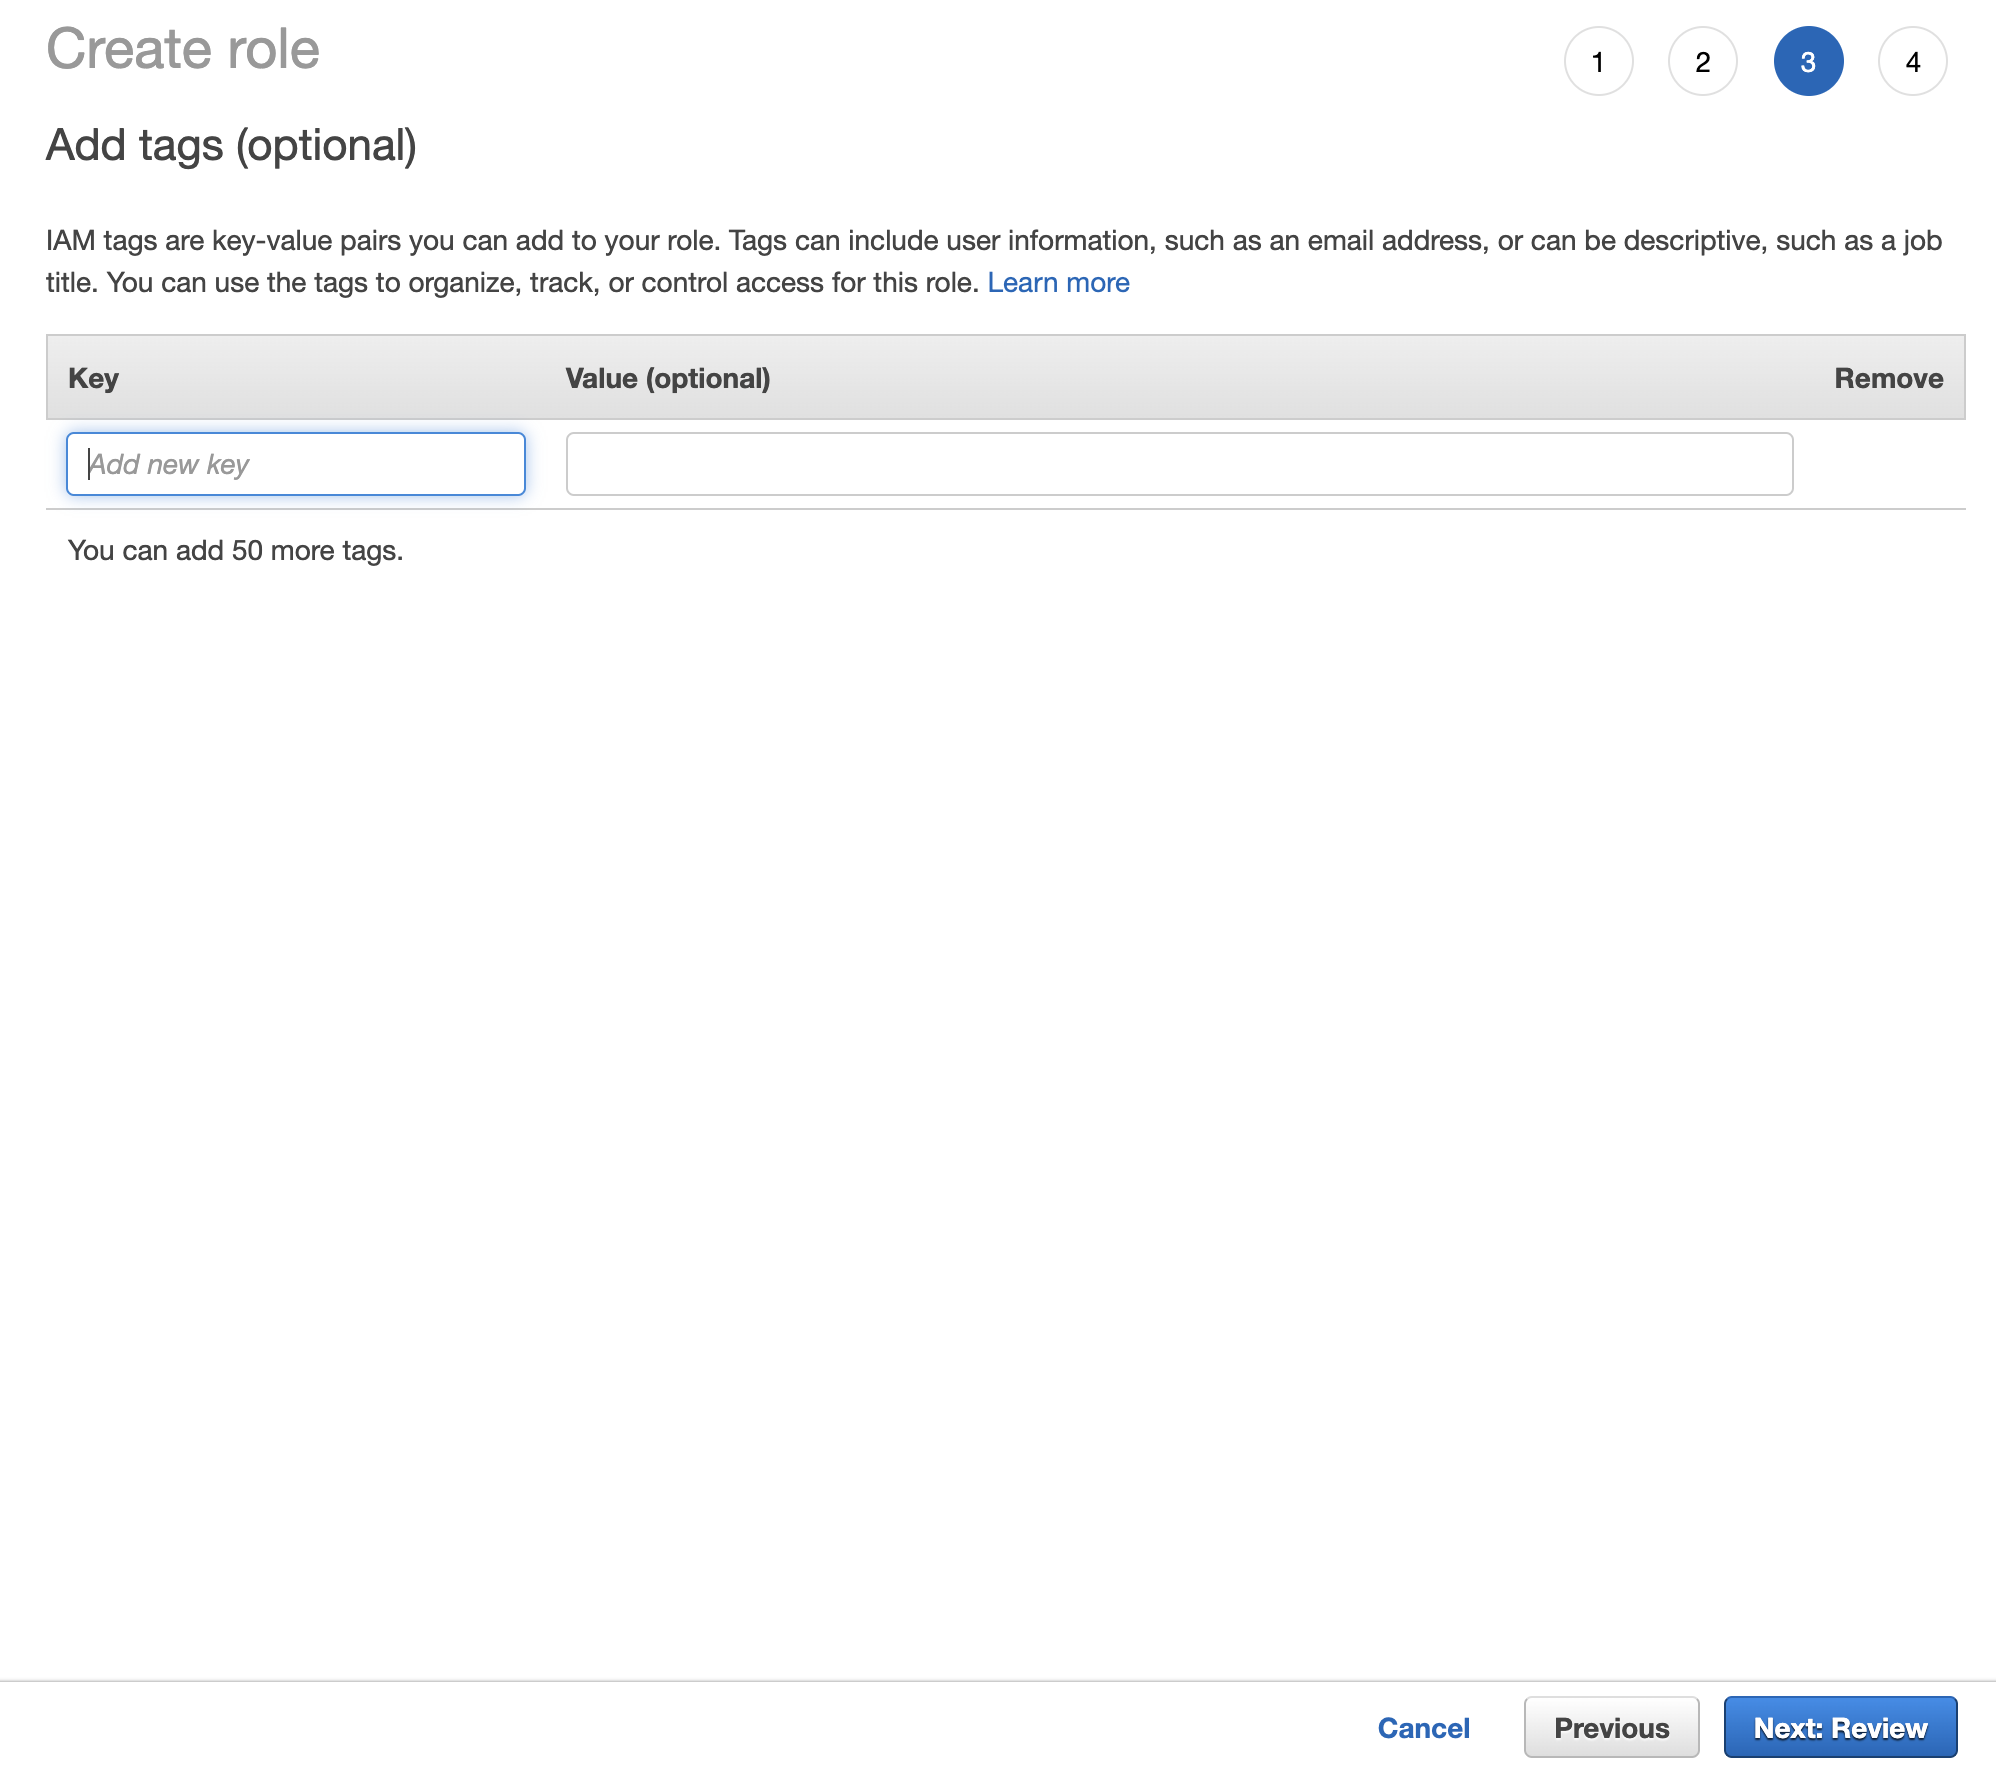 Create role
1 2 3 4
Add tags (optional)
IAM tags are key-value pairs you can add to your role. Tags can include user information, such as an email address, or can be descriptive, such as a job
title. You can use the tags to organize, track, or control access for this role. Learn more
Key Value (optional) Remove
Add new key
You can add 50 more tags.
Cancel Previous Next: Review